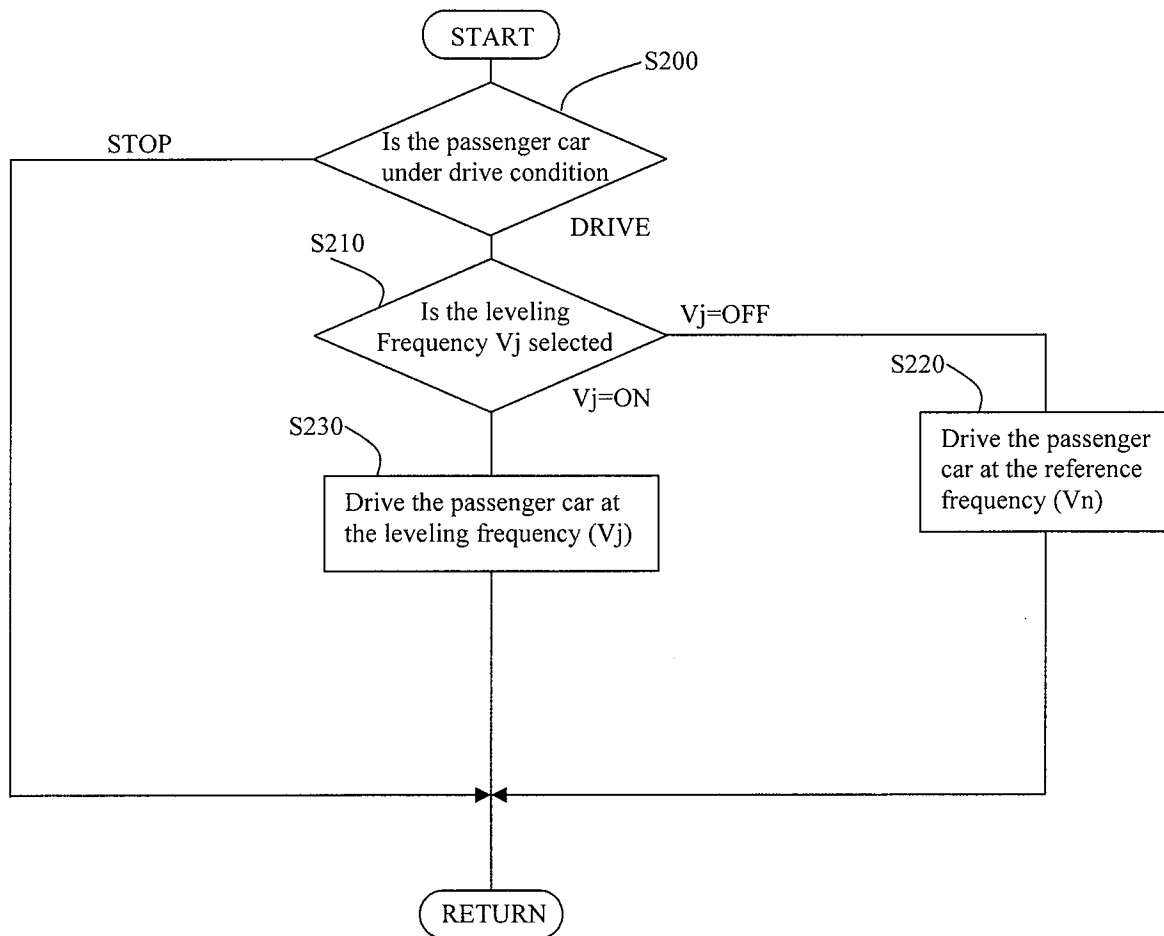 START
S200
Is the passenger car
under drive condition
STOP
DRIVE
S210
Is the leveling
Frequency Vj selected
Vj=OFF
Vj=ON
S220
Drive the passenger
car at the reference
frequency (Vn)
S230
Drive the passenger car at
the leveling frequency (Vj)
RETURN